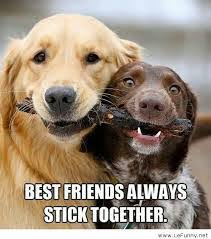 BEST FRIENDS ALWAYS
STICK TOGETHER.
www.LeFunny.net